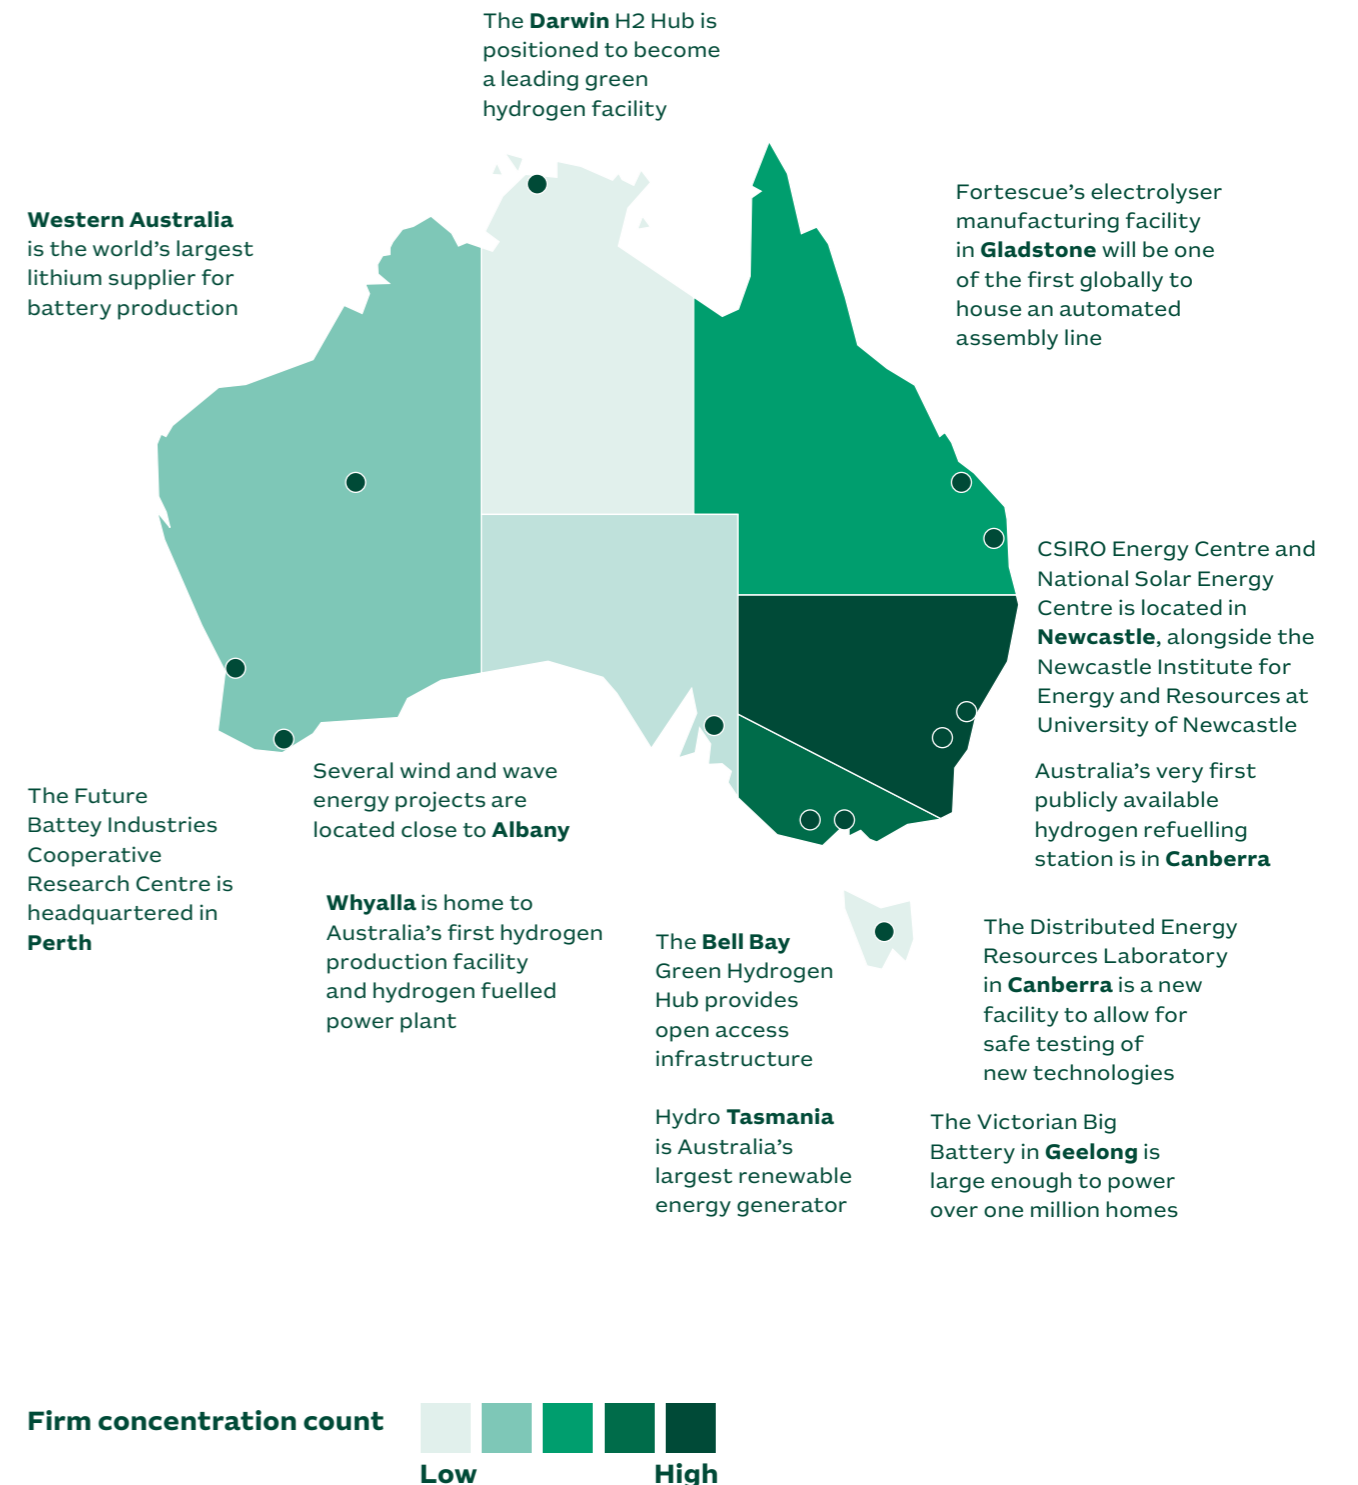 The Darwin H2 Hub is
positioned to become
a leading green
hydrogen facility
Western Australia
is the world’s largest
lithium supplier for
battery production
Fortescue’s electrolyser
manufacturing facility
in Gladstone will be one
of the first globally to
house an automated
assembly line
CSIRO Energy Centre and
National Solar Energy
Centre is located in
Newcastle, alongside the
Newcastle Institute for
Energy and Resources at
University of Newcastle
The Future
Battey Industries
Cooperative
Research Centre is
headquartered in
Perth
Several wind and wave
energy projects are
located close to Albany
Australia’s very first
publicly available
hydrogen refuelling
station is in Canberra
Whyalla is home to
Australia’s first hydrogen
production facility
and hydrogen fuelled
power plant
The Bell Bay
Green Hydrogen
Hub provides
open access
infrastructure
The Distributed Energy
Resources Laboratory
in Canberra is a new
facility to allow for
safe testing of
new technologies
Hydro Tasmania
is Australia’s
largest renewable
energy generator
The Victorian Big
Battery in Geelong is
large enough to power
over one million homes
Firm concentration count
Low
High